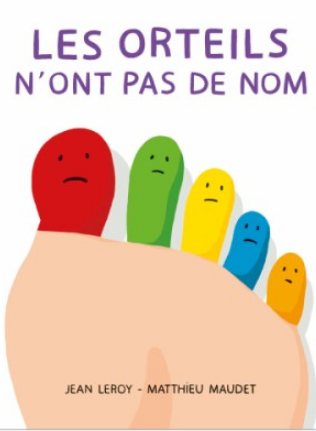 LES ORTEILS
N'ONT PAS DE NOM
JEAN LEROY - MATTHIEU MAUDET